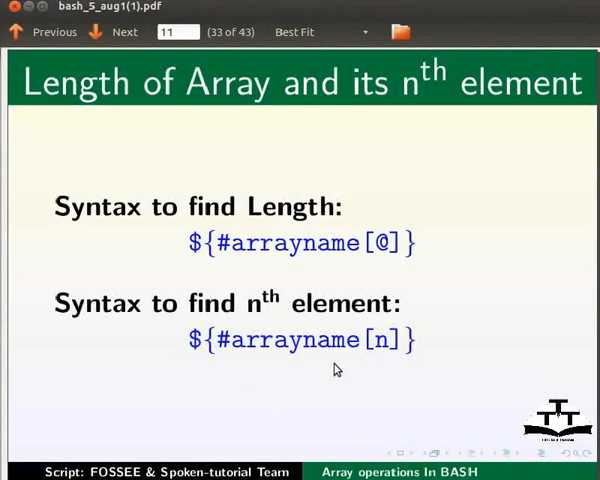 bash_5_aug1(1).pdf
Previous Next 11 (33 of 43) Best Fit
Length of Array and its nth element
Syntax to find Length:
${#arrayname[@]}
Syntax to find nth element:
${#arrayname[n]}
Script: FOSSEE & Spoken-tutorial Team Array operations In BASH